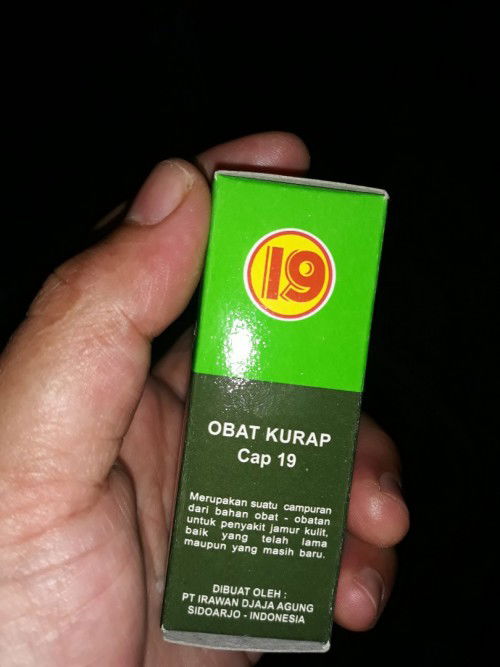 19
OBAT KURAP
Cap 19
Merupakan suatu campuran
dari bahan obat - obatan
untuk penyakit jamur kulit,
baik yang telah lama
maupun yang masih baru.
DIBUAT OLEH :
PT IRAWAN DJAJA AGUNG
SIDOARJO - INDONESIA